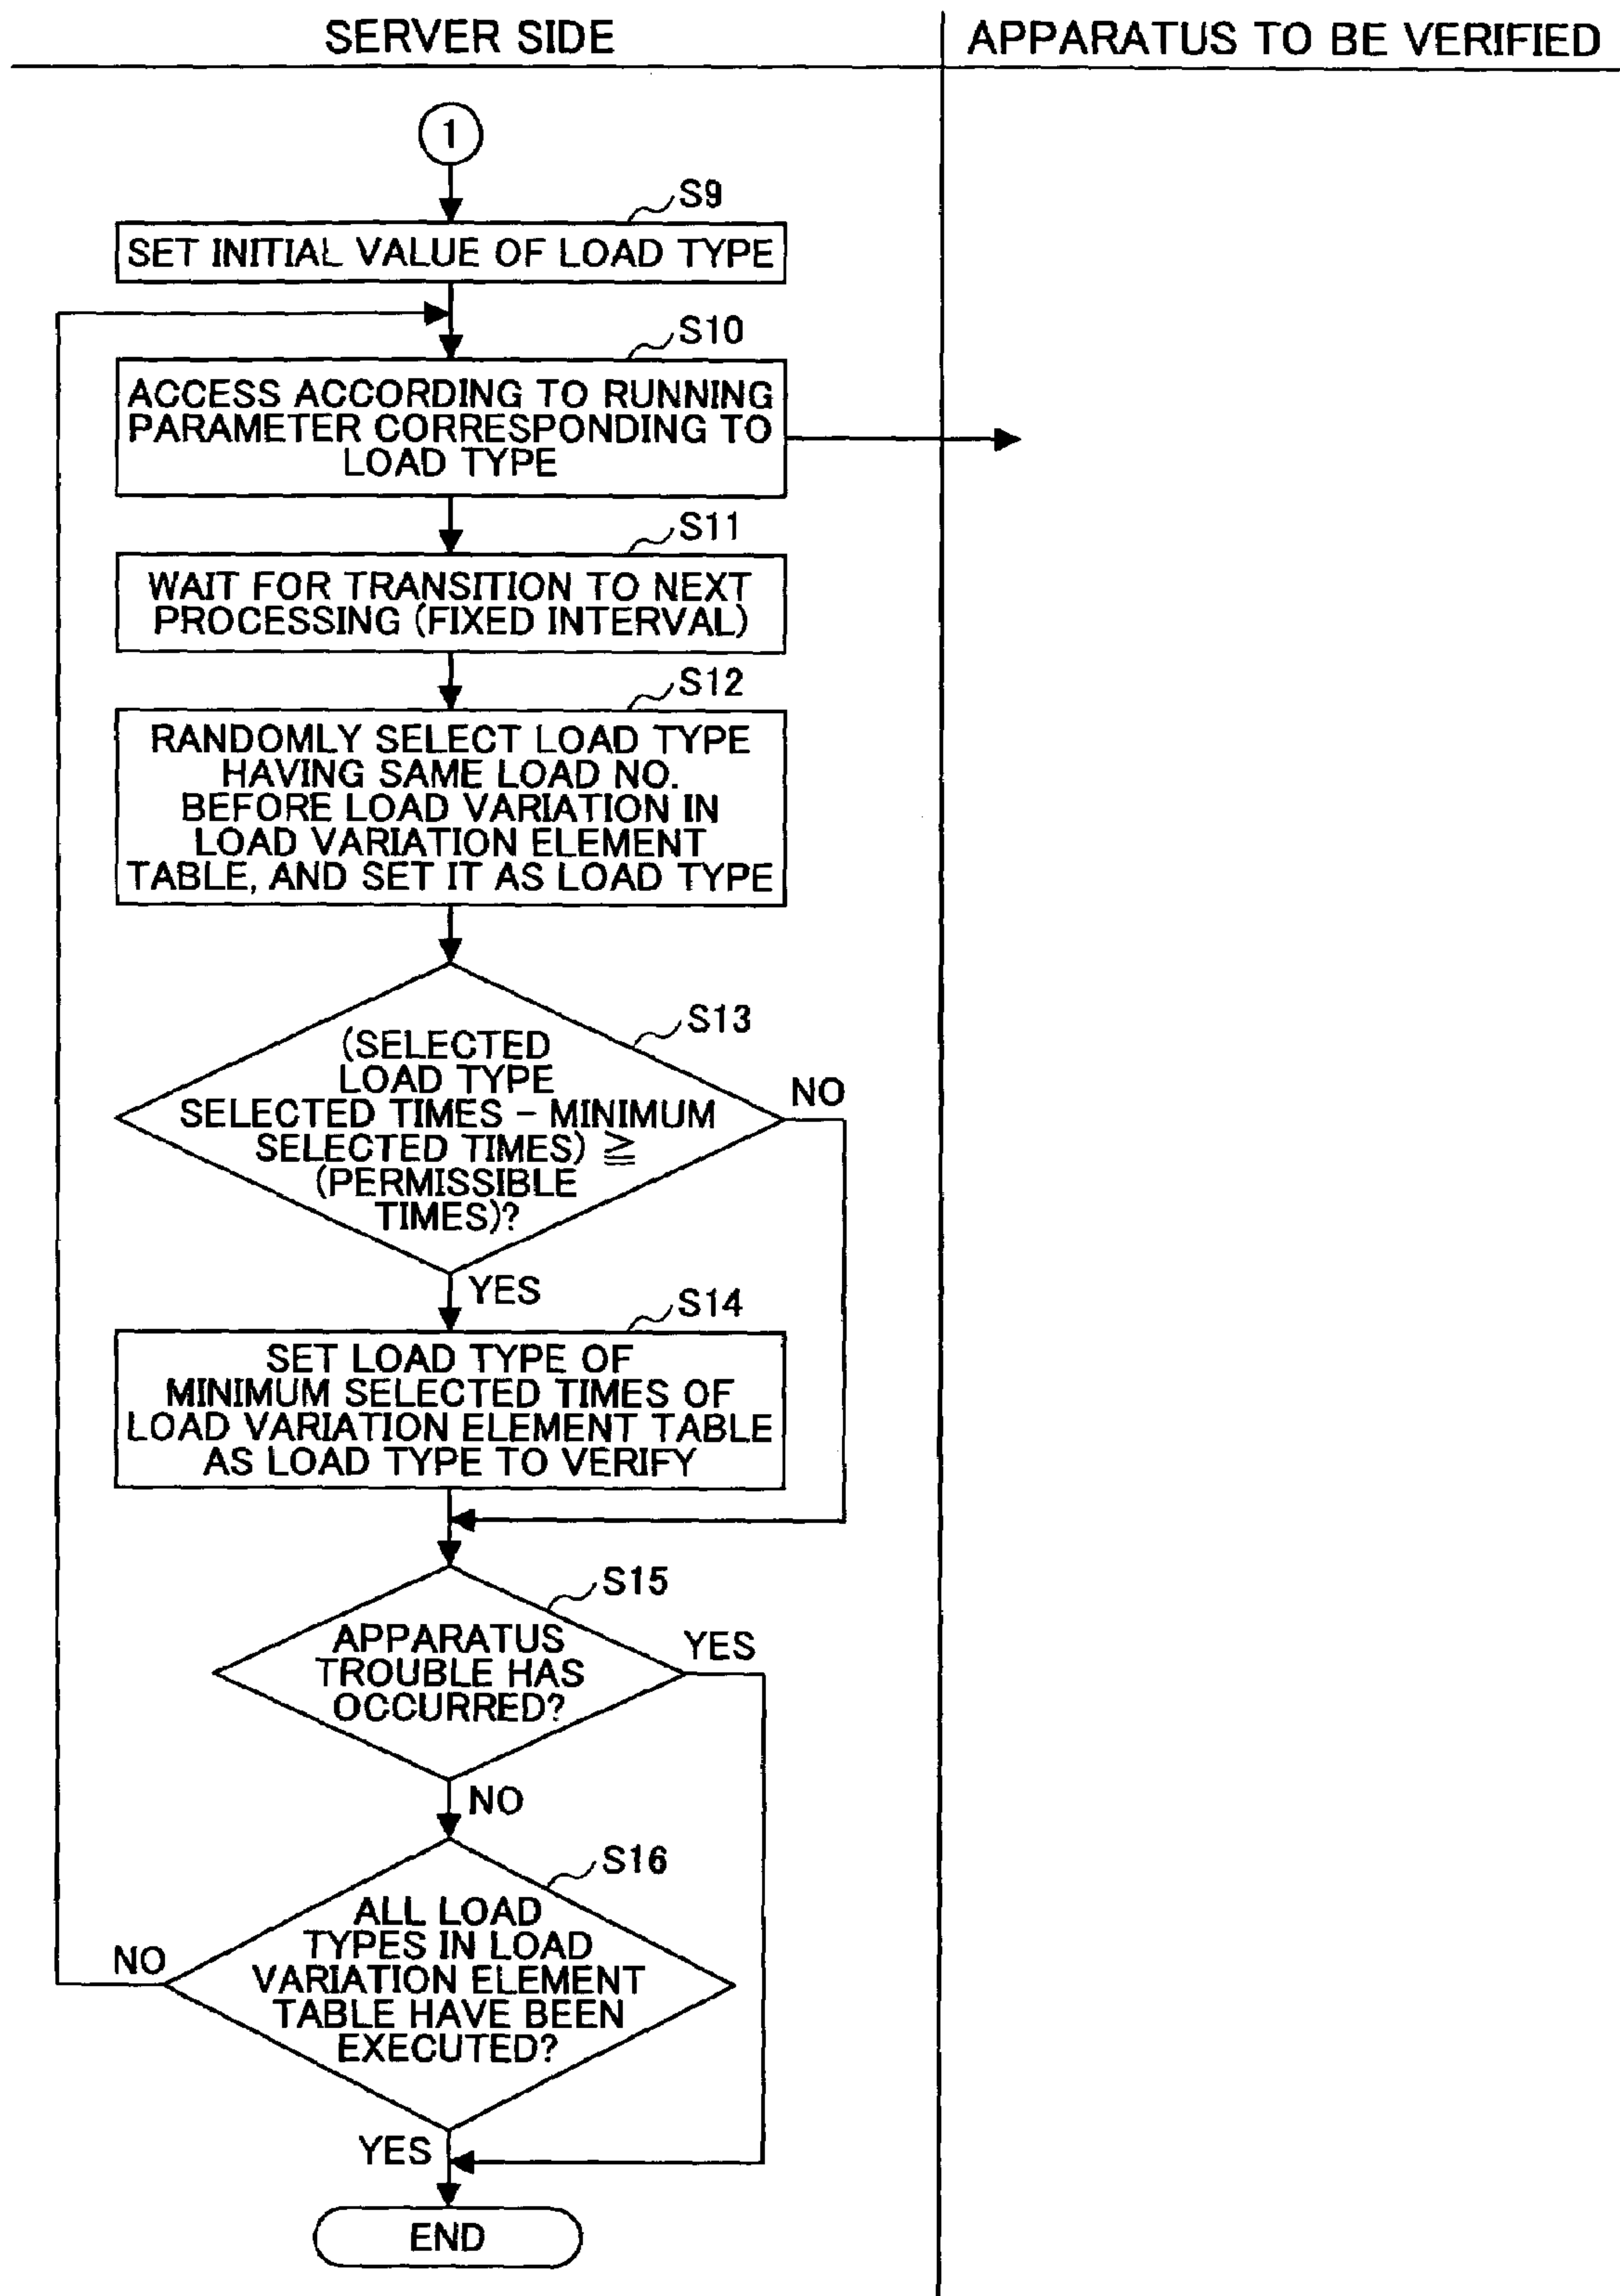 SERVER SIDE
APPARATUS TO BE VERIFIED
1
S9
SET INITIAL VALUE OF LOAD TYPE
S10
ACCESS ACCORDING TO RUNNING
PARAMETER CORRESPONDING TO
LOAD TYPE
S11
WAIT FOR TRANSITION TO NEXT
PROCESSING (FIXED INTERVAL)
S12
RANDOMLY SELECT LOAD TYPE
HAVING SAME LOAD NO.
BEFORE LOAD VARIATION IN
LOAD VARIATION ELEMENT
TABLE, AND SET IT AS LOAD TYPE
S13
(SELECTED
LOAD TYPE
SELECTED TIMES – MINIMUM
SELECTED TIMES) ≧
(PERMISSIBLE
TIMES)?
NO
YES
S14
SET LOAD TYPE OF
MINIMUM SELECTED TIMES OF
LOAD VARIATION ELEMENT TABLE
AS LOAD TYPE TO VERIFY
S15
APPARATUS
TROUBLE HAS
OCCURRED?
YES
NO
S16
ALL LOAD
TYPES IN LOAD
VARIATION ELEMENT
TABLE HAVE BEEN
EXECUTED?
NO
YES
END